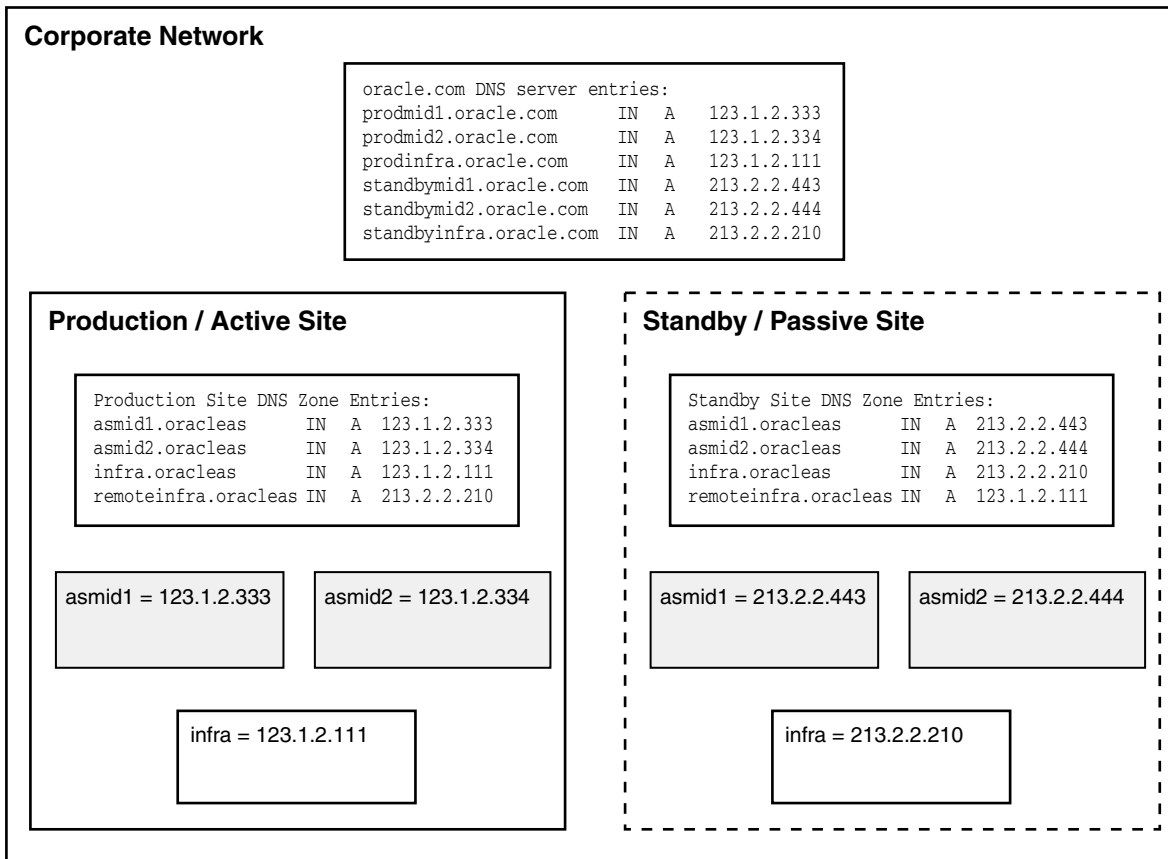 Corporate Network
oracle.com DNS server entries:
prodmid1.oracle.com IN A 123.1.2.333
prodmid2.oracle.com IN A 123.1.2.334
prodinfra.oracle.com IN A 123.1.2.111
standbymid1.oracle.com IN A 213.2.2.443
standbymid2.oracle.com IN A 213.2.2.444
standbyinfra.oracle.com IN A 213.2.2.210
Production / Active Site
Production Site DNS Zone Entries:
asmid1.oracleas IN A 123.1.2.333
asmid2.oracleas IN A 123.1.2.334
infra.oracleas IN A 123.1.2.111
remoteinfra.oracleas IN A 213.2.2.210
asmid1 = 123.1.2.333
asmid2 = 123.1.2.334
infra = 123.1.2.111
Standby / Passive Site
Standby Site DNS Zone Entries:
asmid1.oracleas IN A 213.2.2.443
asmid2.oracleas IN A 213.2.2.444
infra.oracleas IN A 213.2.2.210
remoteinfra.oracleas IN A 123.1.2.111
asmid1 = 213.2.2.443
asmid2 = 213.2.2.444
infra = 213.2.2.210